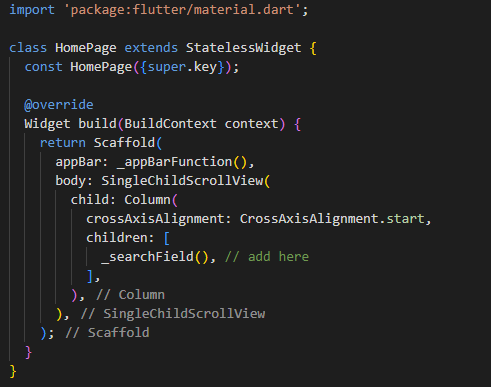 import 'package:flutter/material.dart';

class HomePage extends StatelessWidget {
  const HomePage({super.key});

  @override
  Widget build(BuildContext context) {
    return Scaffold(
      appBar: _appBarFunction(),
      body: SingleChildScrollView(
        child: Column(
          crossAxisAlignment: CrossAxisAlignment.start,
          children: [
            _searchField(), // add here
          ],
        ), // Column
      ), // SingleChildScrollView
    ); // Scaffold
  }
}